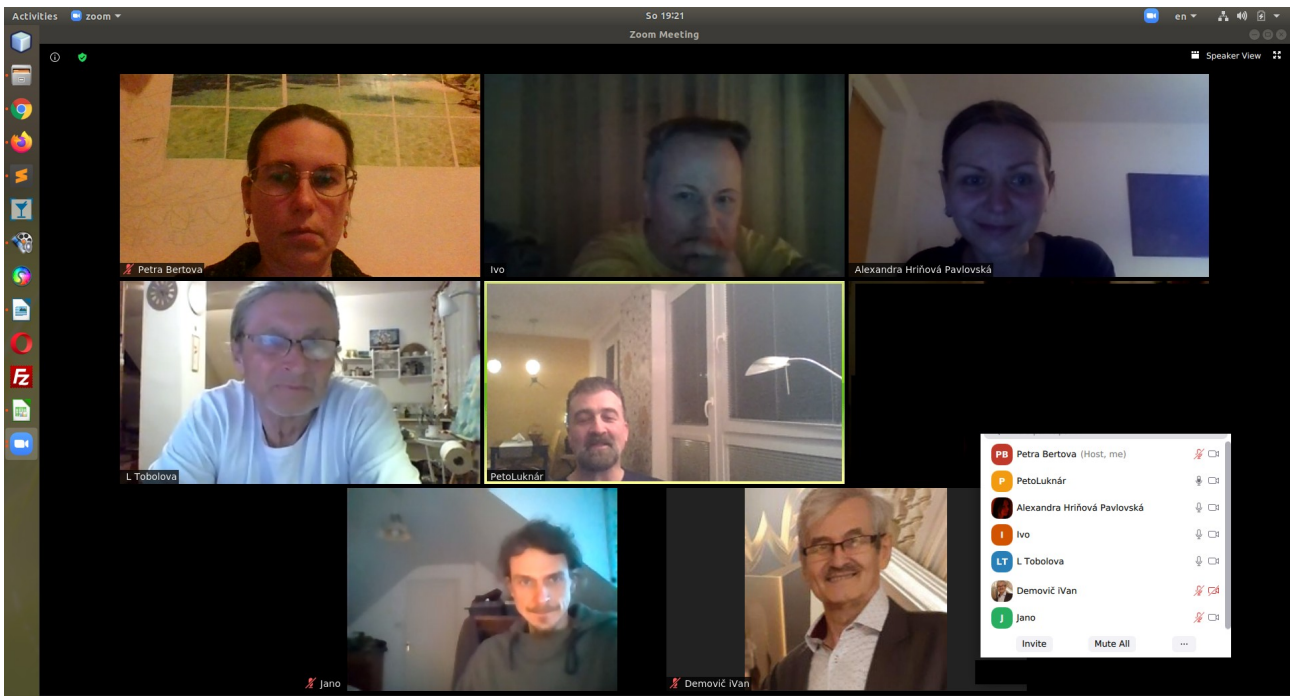 Activities zoom So 19:21 en
Zoom Meeting
Speaker View
Petra Bertova
Ivo
Alexandra Hriňová Pavlovská
L Tobolova
PetoLuknár
Jano
Demovič iVan
PB Petra Bertova (Host, me)
P PetoLuknár
Alexandra Hriňová Pavlovská
I Ivo
LT L Tobolova
Demovič iVan
J Jano
Invite Mute All ...
S
Fz